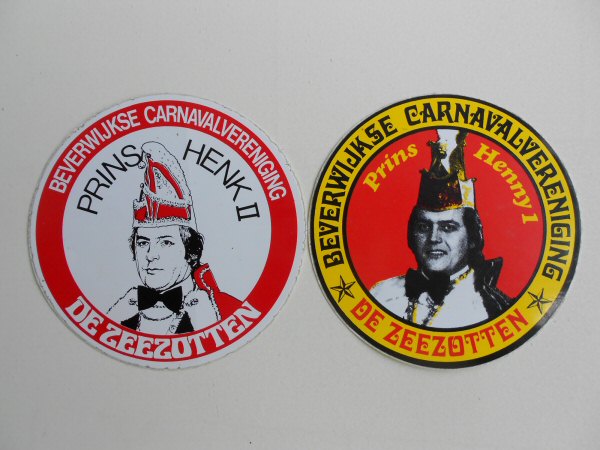 BEVERWIJKSE CARNAVALVERENIGING
PRINS HENK II
DE ZEEZOTTEN
BEVERWIJKSE CARNAVALVERENIGING
Prins Henny 1
DE ZEEZOTTEN